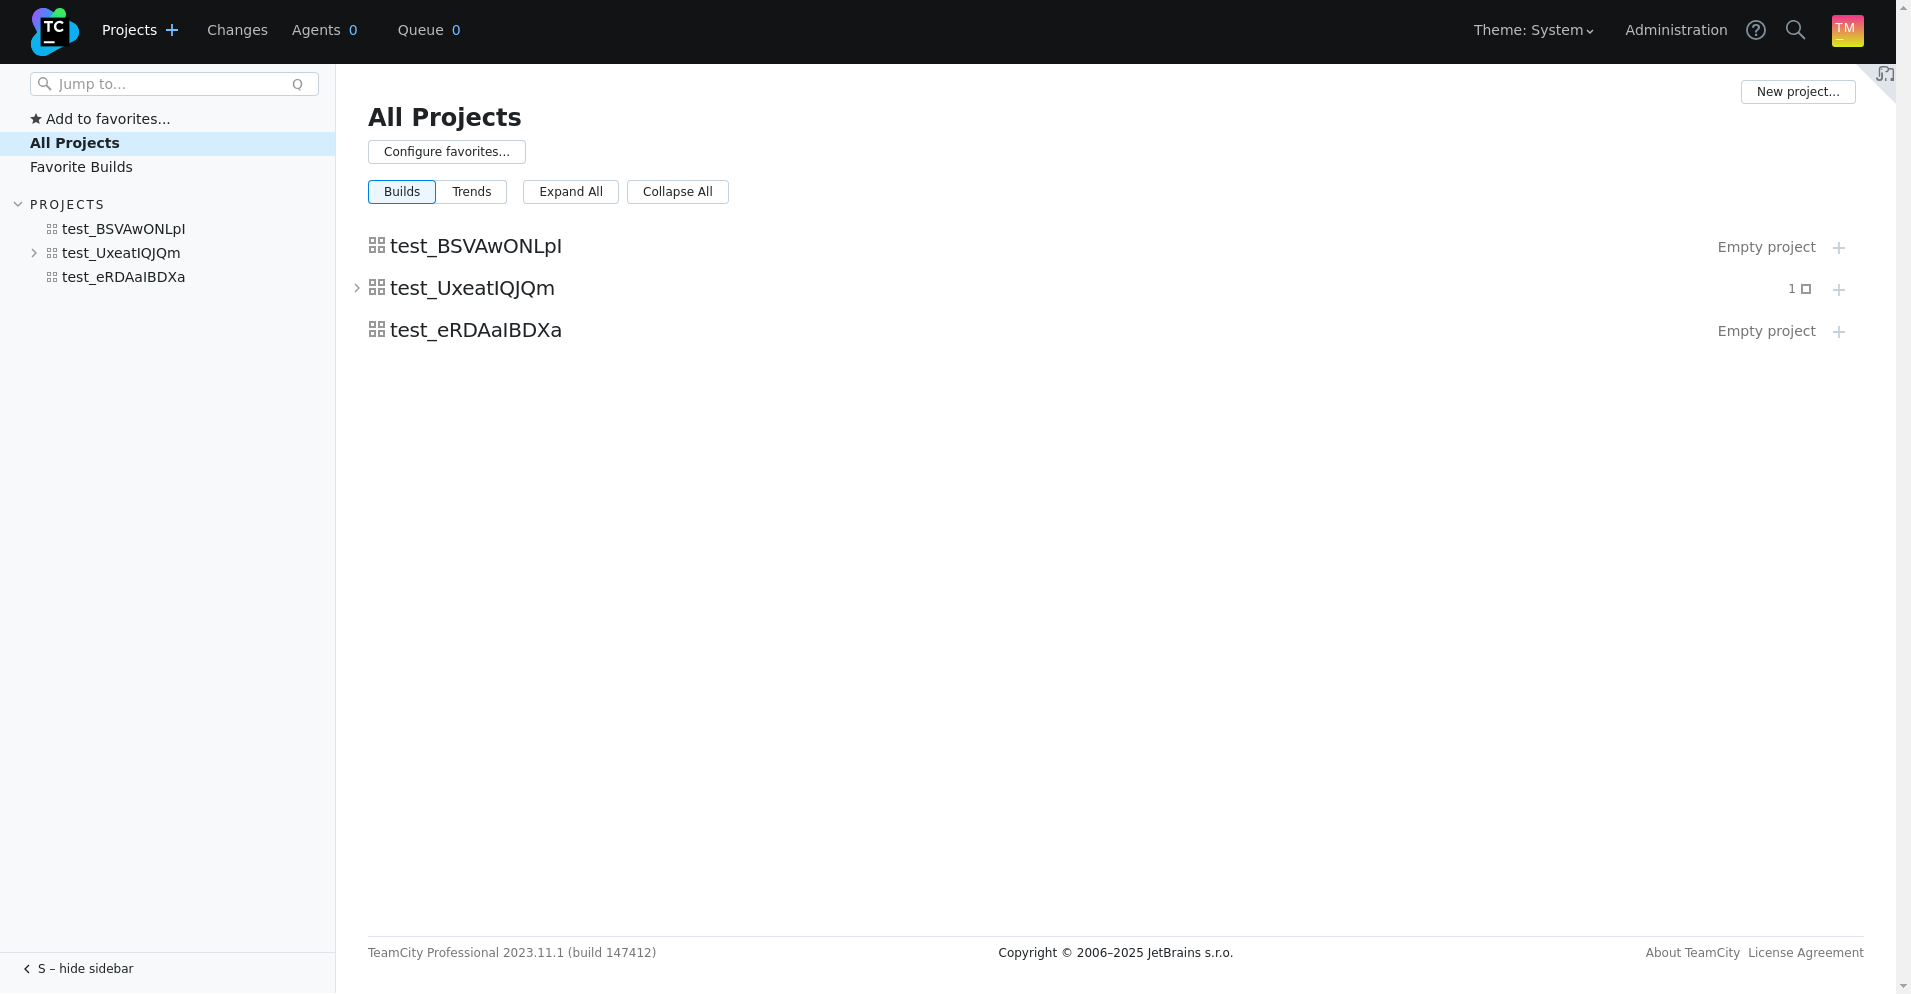 TC
Projects
Changes
Agents 0
Queue 0
Theme: System
Administration
TM
Jump to...
Q
Add to favorites...
All Projects
Favorite Builds
PROJECTS
test_BSVAwONLpI
test_UxeatIQJQm
test_eRDAaIBDXa
S – hide sidebar
New project...
All Projects
Configure favorites...
Builds
Trends
Expand All
Collapse All
test_BSVAwONLpI
Empty project
test_UxeatIQJQm
1
test_eRDAaIBDXa
Empty project
TeamCity Professional 2023.11.1 (build 147412)
Copyright © 2006–2025 JetBrains s.r.o.
About TeamCity
License Agreement